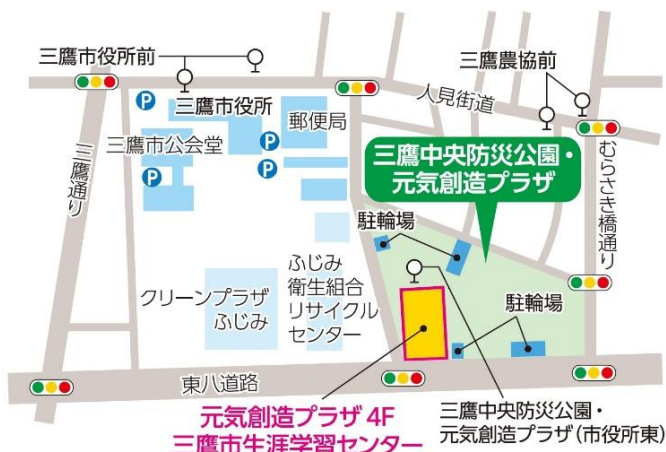 三鷹市役所前
三鷹農協前
人見街道
P
三鷹市役所
郵便局
三鷹市公会堂
P
P
P
三鷹通り
三鷹中央防災公園・
元気創造プラザ
むらさき橋通り
駐輪場
クリーンプラザ
ふじみ
ふじみ
衛生組合
リサイクル
センター
駐輪場
東八道路
元気創造プラザ 4F
三鷹市生涯学習センター
三鷹中央防災公園・
元気創造プラザ(市役所東)